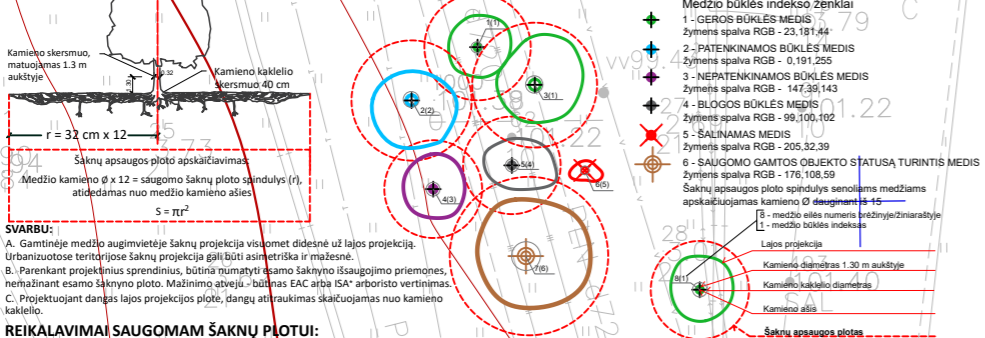 Kamieno skersmuo,
matuojamas 1.3 m
aukštyje
0.32
1.30
Kamieno kaklelio
skersmuo 40 cm
r = 32 cm x 12
Šaknų apsaugos ploto apskaičiavimas:
Medžio kamieno Ø x 12 = saugomo šaknų ploto spindulys (r),
atidedamas nuo medžio kamieno ašies
S = πr²
SVARBU:
A. Gamtinėje medžio augimvietėje šaknų projekcija visuomet didesnė už lajos projekciją.
Urbanizuotose teritorijose šaknų projekcija gali būti asimetriška ir mažesnė.
B. Parenkant projektinius sprendinius, būtina numatyti esamo šaknyno išsaugojimo priemones,
nemažinant esamo šaknyno ploto. Mažinimo atveju - būtinas EAC arba ISA* arboristo vertinimas.
C. Projektuojant dangas lajos projekcijos plote, dangų atitraukimas skaičuojamas nuo kamieno
kaklelio.
REIKALAVIMAI SAUGOMAM ŠAKNŲ PLOTUI:
1(1)
2(2)
3(1)
4(3)
5(4)
6(5)
7(6)
101.22
Medžio būklės indekso ženklai
1 - GEROS BŪKLĖS MEDIS
žymens spalva RGB - 23,181,44
2 - PATENKINAMOS BŪKLĖS MEDIS
žymens spalva RGB - 0,191,255
3 - NEPATENKINAMOS BŪKLĖS MEDIS
žymens spalva RGB - 147,39,143
4 - BLOGOS BŪKLĖS MEDIS
žymens spalva RGB - 99,100,102
5 - ŠALINAMAS MEDIS
žymens spalva RGB - 205,32,39
6 - SAUGOMO GAMTOS OBJEKTO STATUSĄ TURINTIS MEDIS
žymens spalva RGB - 176,108,59
Šaknų apsaugos ploto spindulys senoliams medžiams
apskaičiuojamas kamieno Ø dauginant iš 15
8 - medžio eilės numeris brėžinyje/žiniaraštyje
1 - medžio būklės indeksas
Lajos projekcija
8(1)
Kamieno diametras 1.30 m aukštyje
Kamieno kaklelio diametras
Kamieno ašis
Šaknų apsaugos plotas